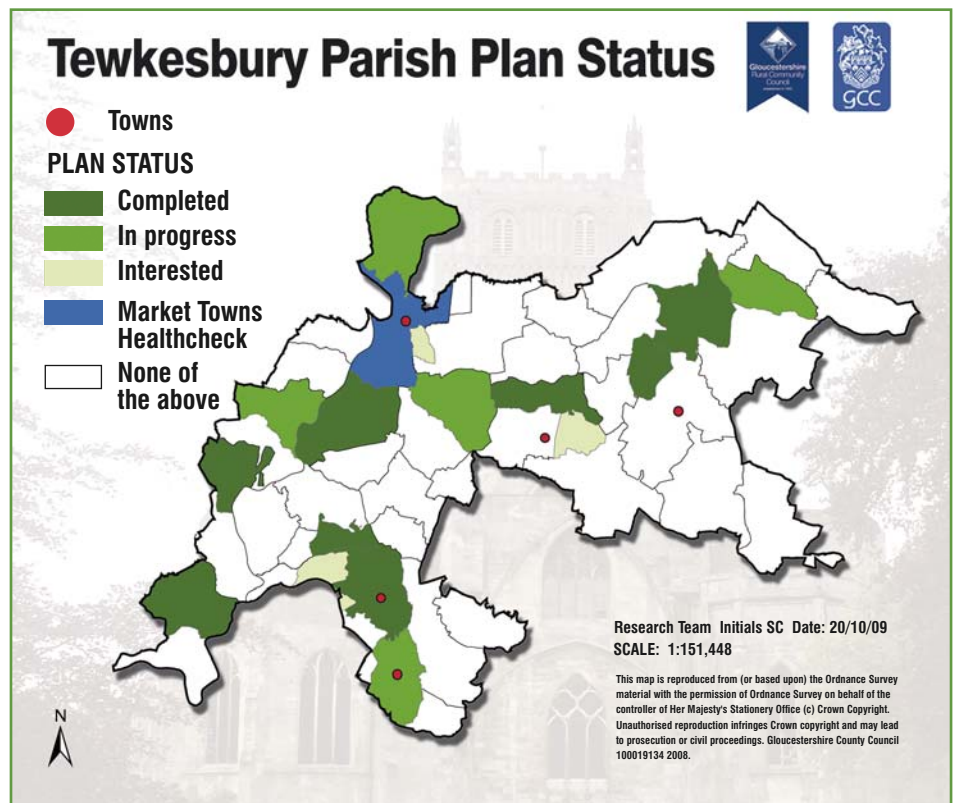 Tewkesbury Parish Plan Status
Gloucestershire
Rural Community
Council
GCC
Towns
PLAN STATUS
Completed
In progress
Interested
Market Towns
Healthcheck
None of
the above
Research Team Initials SC Date: 20/10/09
SCALE: 1:151,448
This map is reproduced from (or based upon) the Ordnance Survey
material with the permission of Ordnance Survey on behalf of the
controller of Her Majesty's Stationery Office (c) Crown Copyright.
Unauthorised reproduction infringes Crown copyright and may lead
to prosecution or civil proceedings. Gloucestershire County Council
100019134 2008.
N